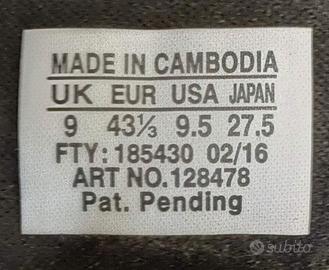 MADE IN CAMBODIA
UK EUR USA JAPAN
9 43⅓ 9.5 27.5
FTY: 185430 02/16
ART NO.128478
Pat. Pending
subito